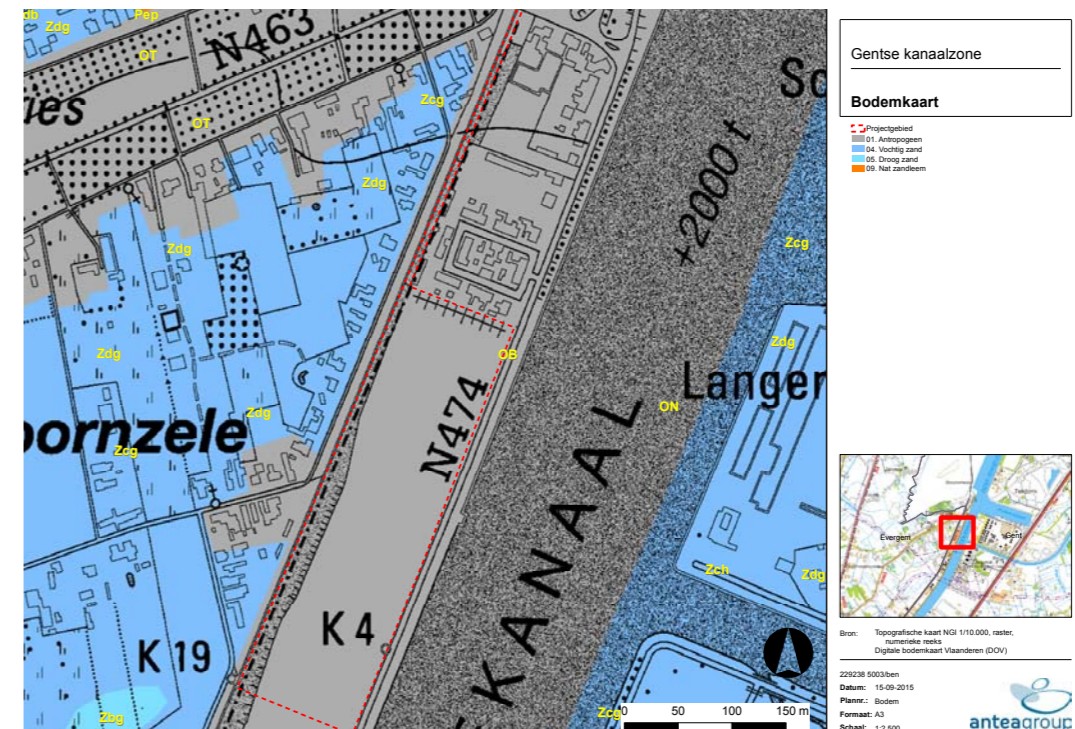 db
Pep
Zdg
OT
N463
ies
OT
Zcg
Zdg
+2000 t
Sc
Zcg
Zdg
Zdg
OB
Zdg
Langer
N474
ON
Zdg
oornzele
Zcg
KANAAL
Zch
Zdg
K 4
K 19
Zbg
Zcg
0 50 100 150 m
Gentse kanaalzone
Bodemkaart
Projectgebied
01. Antropogeen
04. Vochtig zand
05. Droog zand
09. Nat zandleem
Evergem
Gent
Bron: Topografische kaart NGI 1/10.000, raster,
numerieke reeks
Digitale bodemkaart Vlaanderen (DOV)
229238 5003/ben
Datum: 15-09-2015
Plannr.: Bodem
Formaat: A3
Schaal: 1:2.500
anteagroup